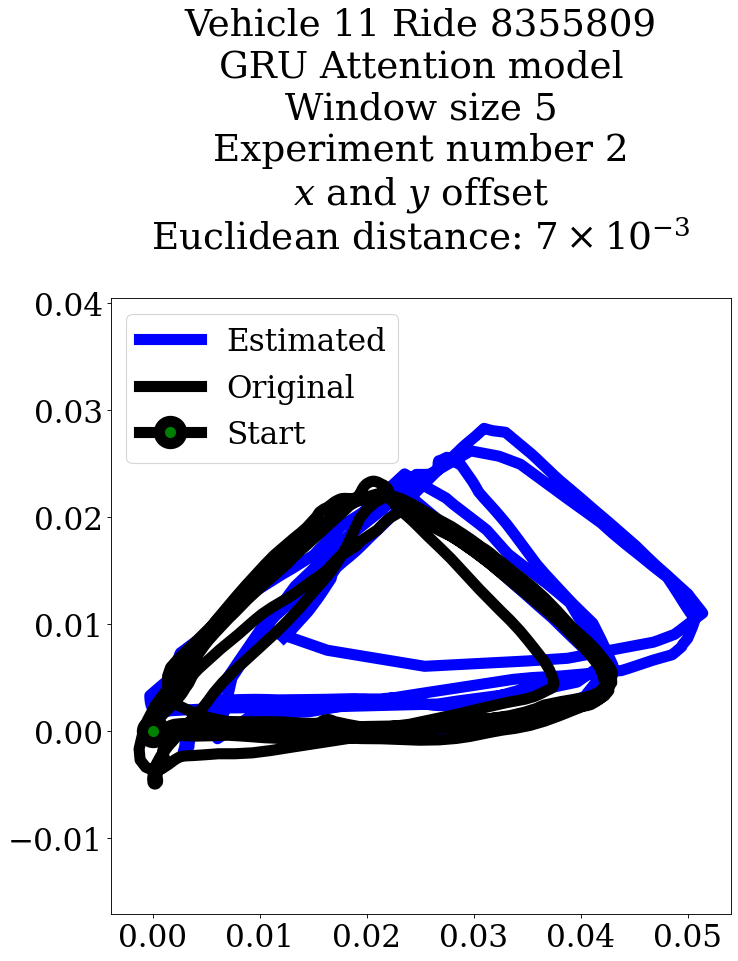 Vehicle 11 Ride 8355809
GRU Attention model
Window size 5
Experiment number 2
x and y offset
Euclidean distance: 7 × 10⁻³
0.04
0.03
0.02
0.01
0.00
−0.01
Estimated
Original
Start
0.00 0.01 0.02 0.03 0.04 0.05